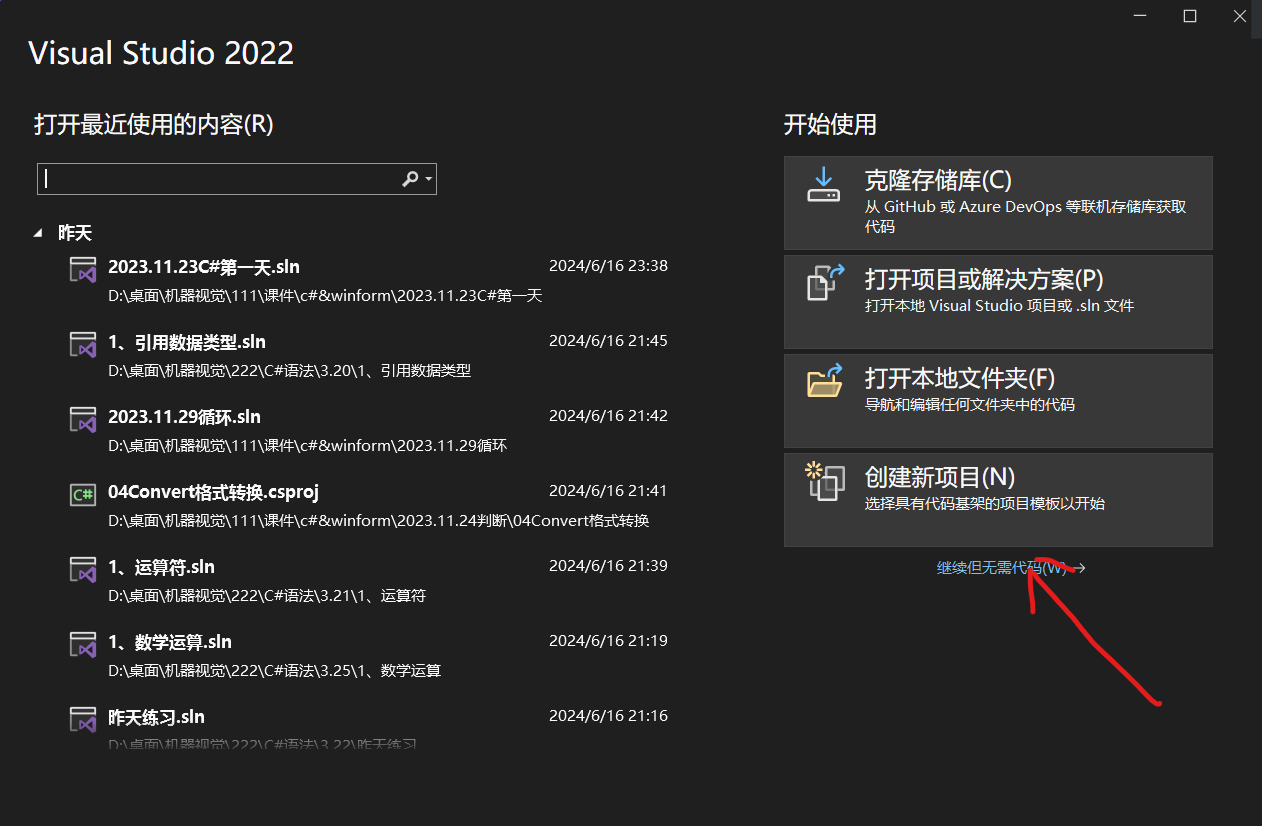 Visual Studio 2022
打开最近使用的内容(R)
昨天
2023.11.23C#第一天.sln 2024/6/16 23:38
D:\桌面\机器视觉\111\课件\c#&winform\2023.11.23C#第一天
1、引用数据类型.sln 2024/6/16 21:45
D:\桌面\机器视觉\222\C#语法\3.20\1、引用数据类型
2023.11.29循环.sln 2024/6/16 21:42
D:\桌面\机器视觉\111\课件\c#&winform\2023.11.29循环
C# 04Convert格式转换.csproj 2024/6/16 21:41
D:\桌面\机器视觉\111\课件\c#&winform\2023.11.24判断\04Convert格式转换
1、运算符.sln 2024/6/16 21:39
D:\桌面\机器视觉\222\C#语法\3.21\1、运算符
1、数学运算.sln 2024/6/16 21:19
D:\桌面\机器视觉\222\C#语法\3.25\1、数学运算
昨天练习.sln 2024/6/16 21:16
D:\桌面\机器视觉\222\C#语法\3.22\昨天练习
开始使用
克隆存储库(C)
从 GitHub 或 Azure DevOps 等联机存储库获取
代码
打开项目或解决方案(P)
打开本地 Visual Studio 项目或 .sln 文件
打开本地文件夹(F)
导航和编辑任何文件夹中的代码
创建新项目(N)
选择具有代码基架的项目模板以开始
继续但无需代码(W) →